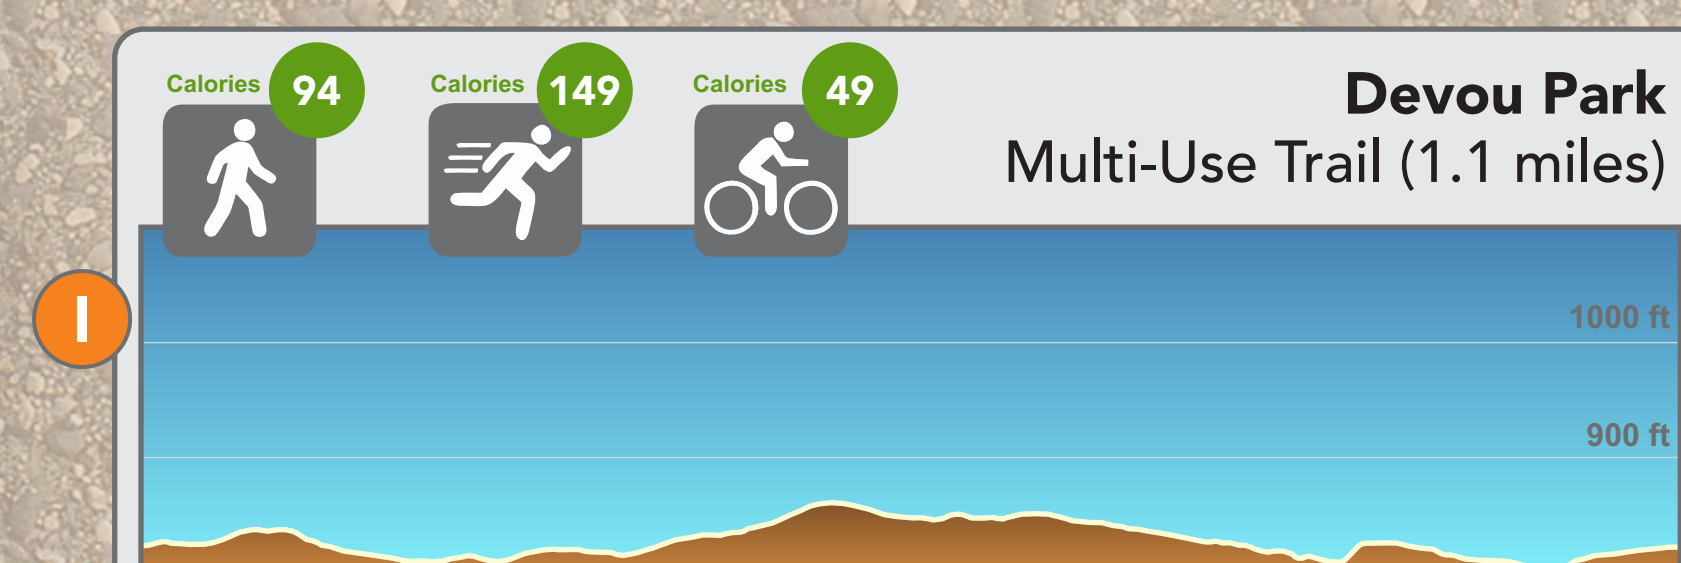 Calories 94
Calories 149
Calories 49
Devou Park
Multi-Use Trail (1.1 miles)
I
1000 ft
900 ft